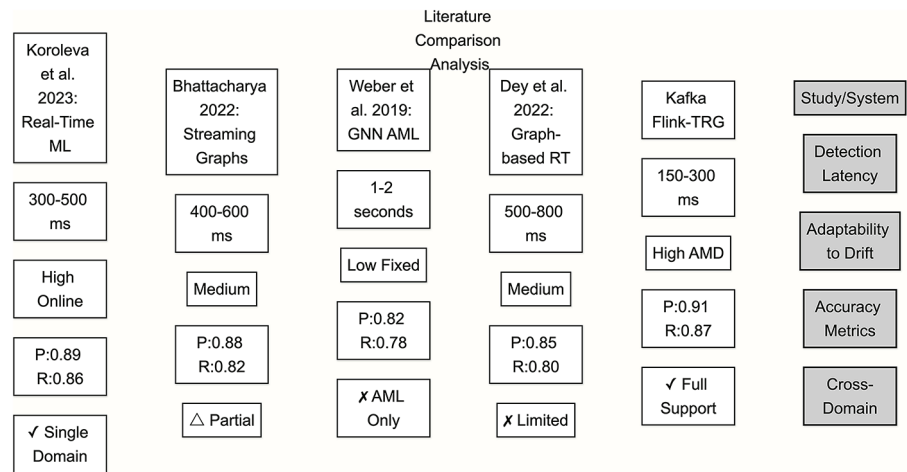 Literature
Comparison
Analysis
Koroleva
et al.
2023:
Real-Time
ML
300-500
ms
High
Online
P:0.89
R:0.86
✓ Single
Domain
Bhattacharya
2022:
Streaming
Graphs
400-600
ms
Medium
P:0.88
R:0.82
△ Partial
Weber et
al. 2019:
GNN AML
1-2
seconds
Low Fixed
P:0.82
R:0.78
✗ AML
Only
Dey et al.
2022:
Graph-
based RT
500-800
ms
Medium
P:0.85
R:0.80
✗ Limited
Kafka
Flink-TRG
150-300
ms
High AMD
P:0.91
R:0.87
✓ Full
Support
Study/System
Detection
Latency
Adaptability
to Drift
Accuracy
Metrics
Cross-
Domain